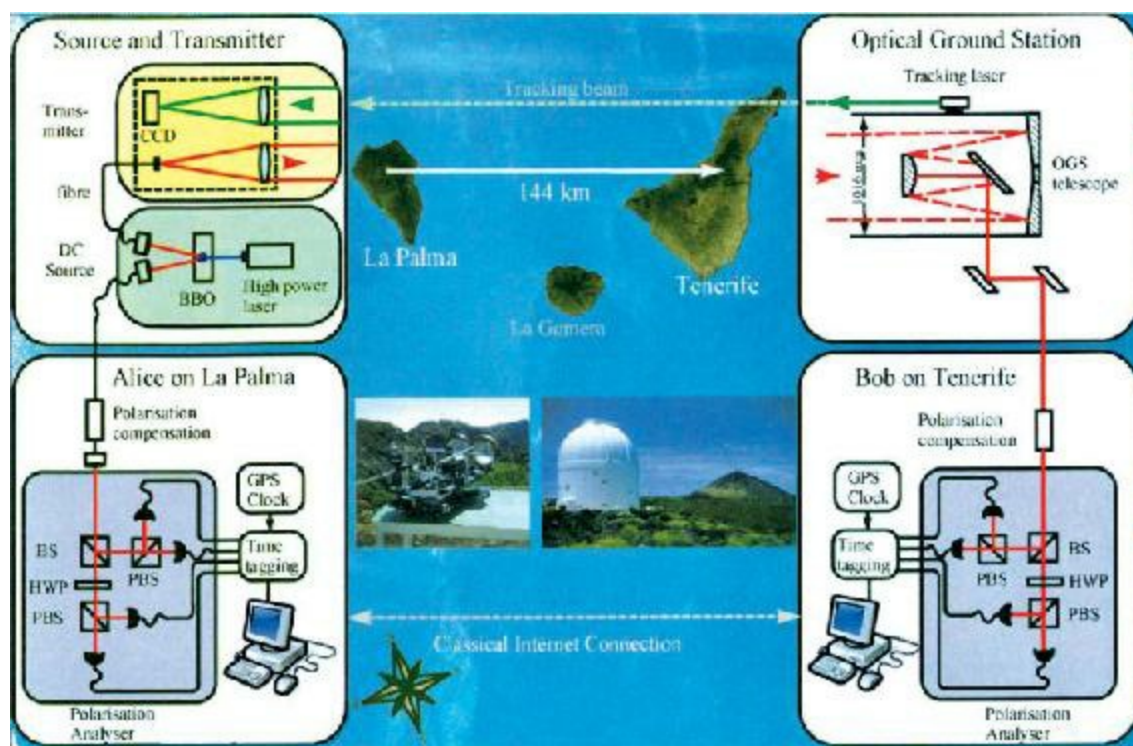 Source and Transmitter
Trans-
mitter
CCD
fibre
DC
Source
BBO
High power
laser
Tracking beam
144 km
La Palma
Tenerife
La Gomera
Optical Ground Station
Tracking laser
OGS
telescope
Alice on La Palma
Polarisation
compensation
GPS
Clock
BS
PBS
Time
tagging
HWP
PBS
Polarisation
Analyser
Classical Internet Connection
Bob on Tenerife
Polarisation
compensation
GPS
Clock
Time
tagging
BS
PBS
HWP
PBS
Polarisation
Analyser